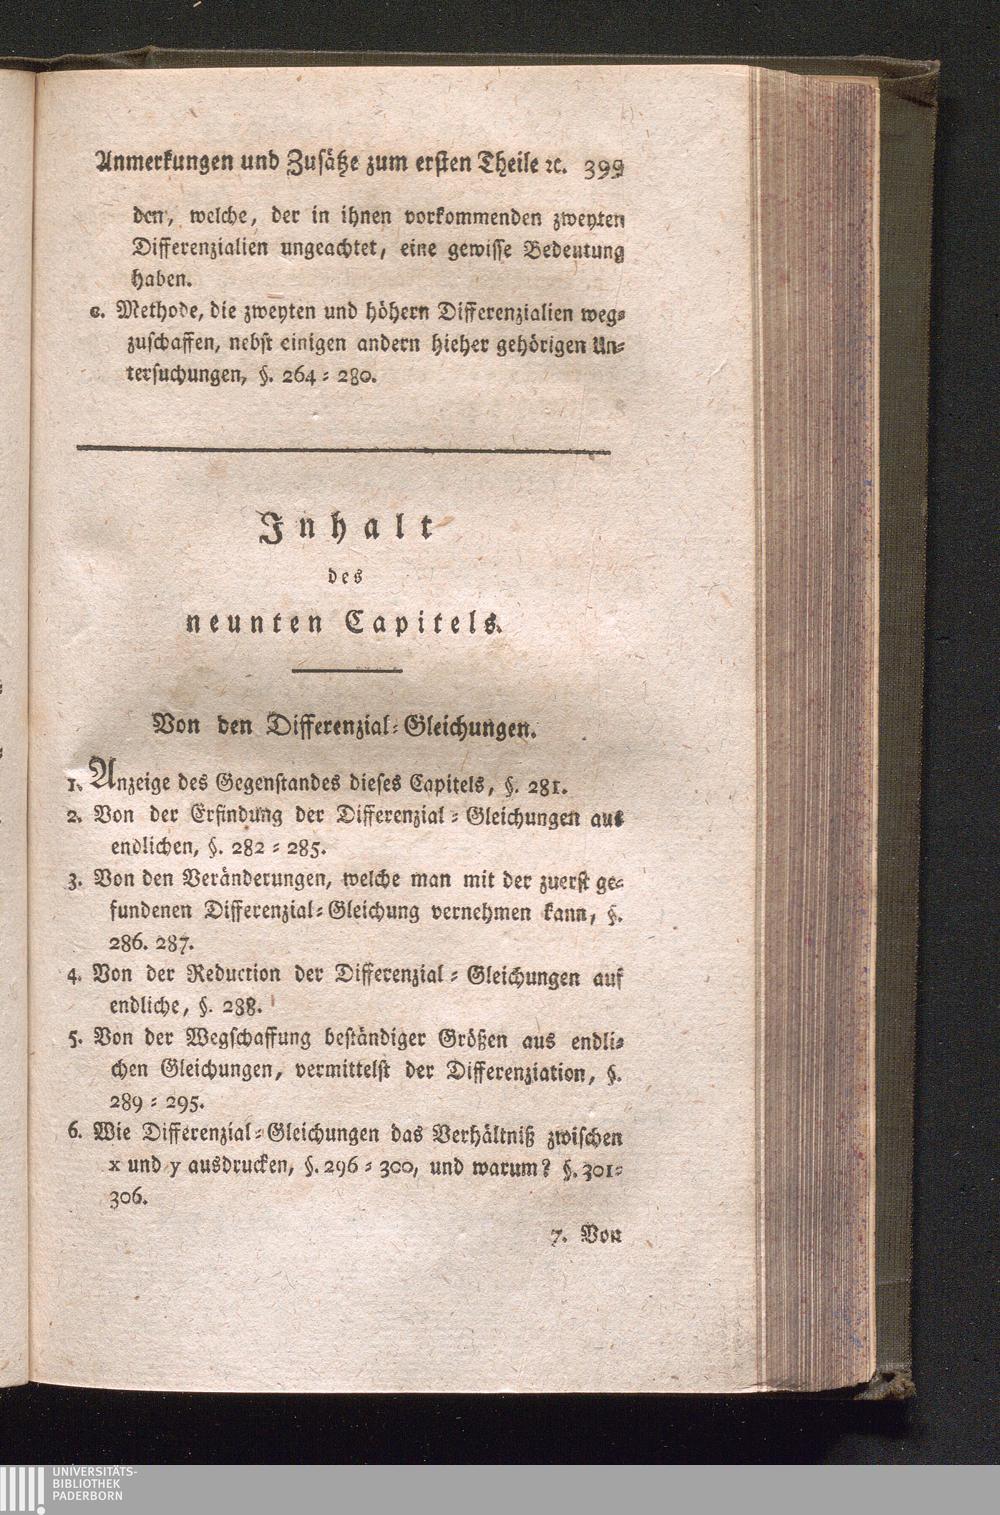 Anmerkungen und Zusätze zum ersten Theile ꝛc. 399
den, welche, der in ihnen vorkommenden zweyten
Differenzialien ungeachtet, eine gewisse Bedeutung
haben.
c. Methode, die zweyten und höhern Differenzialien weg-
zuschaffen, nebst einigen andern hieher gehörigen Un-
tersuchungen, §. 264 - 280.
Inhalt
des
neunten Capitels.
Von den Differenzial-Gleichungen.
1. Anzeige des Gegenstandes dieses Capitels, §. 281.
2. Von der Erfindung der Differenzial - Gleichungen aus
endlichen, §. 282 - 285.
3. Von den Veränderungen, welche man mit der zuerst ge-
fundenen Differenzial-Gleichung vernehmen kann, §.
286. 287.
4. Von der Reduction der Differenzial - Gleichungen auf
endliche, §. 288.
5. Von der Wegschaffung beständiger Größen aus endli-
chen Gleichungen, vermittelst der Differenziation, §.
289 - 295.
6. Wie Differenzial-Gleichungen das Verhältniß zwischen
x und y ausdrucken, §. 296 - 300, und warum? §. 301-
306.
7. Von
UNIVERSITÄTS-
BIBLIOTHEK
PADERBORN